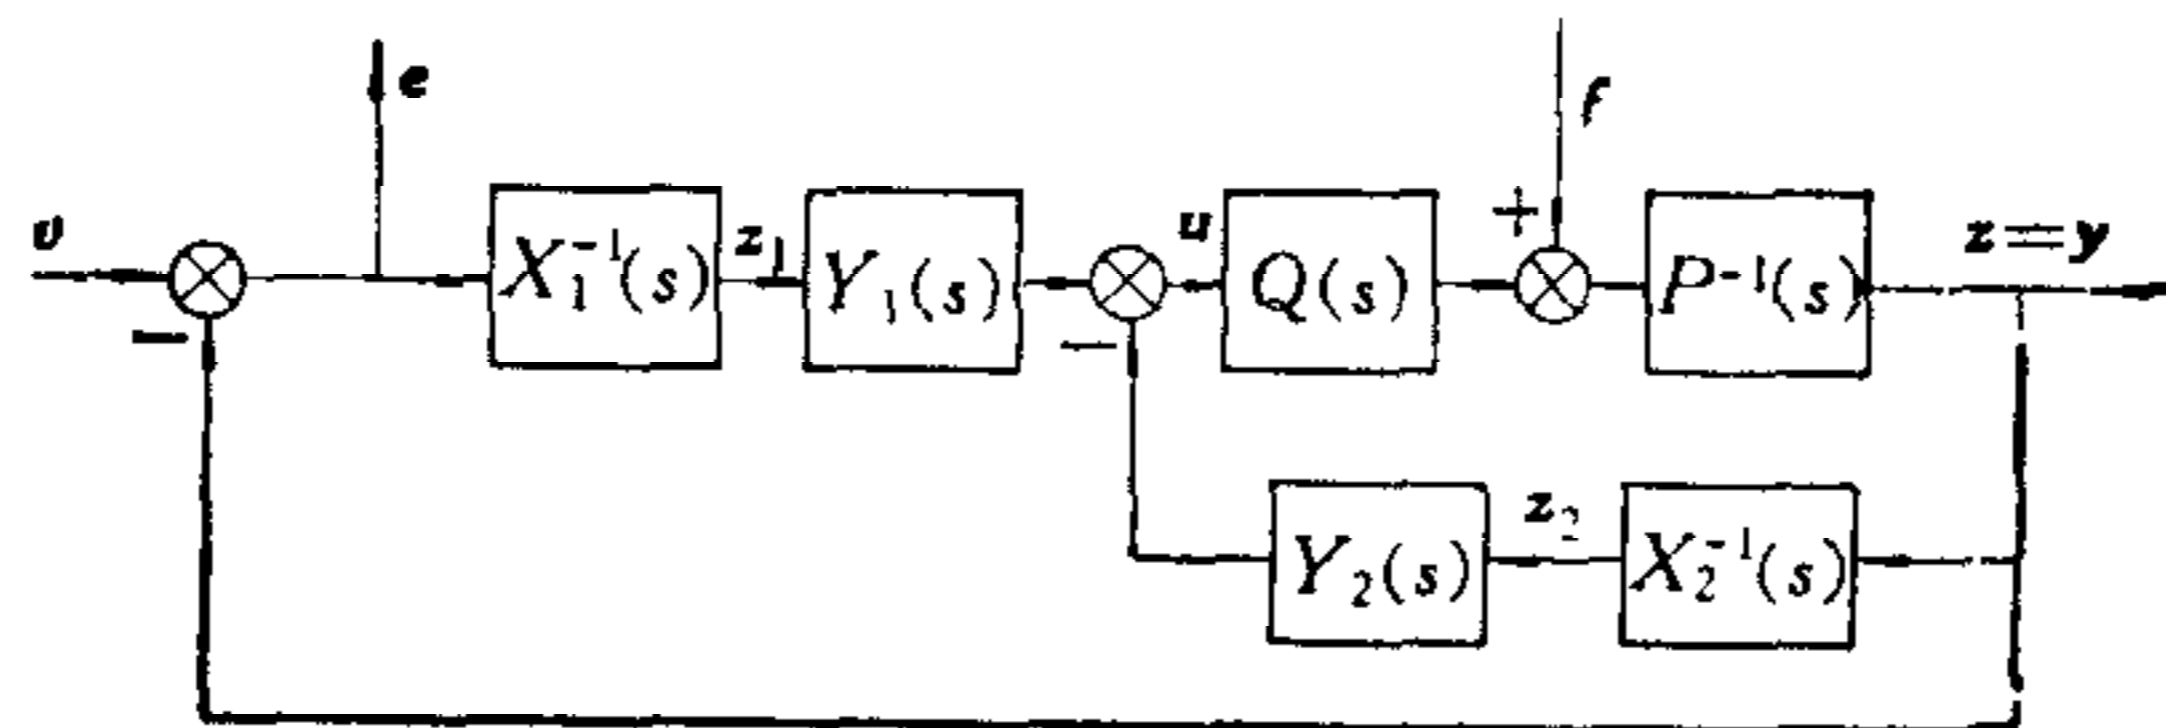 e
f
v
X₁⁻¹(s)
z₁
Y₁(s)
u
Q(s)
+
P⁻¹(s)
z=y
−
−
Y₂(s)
z₂
X₂⁻¹(s)